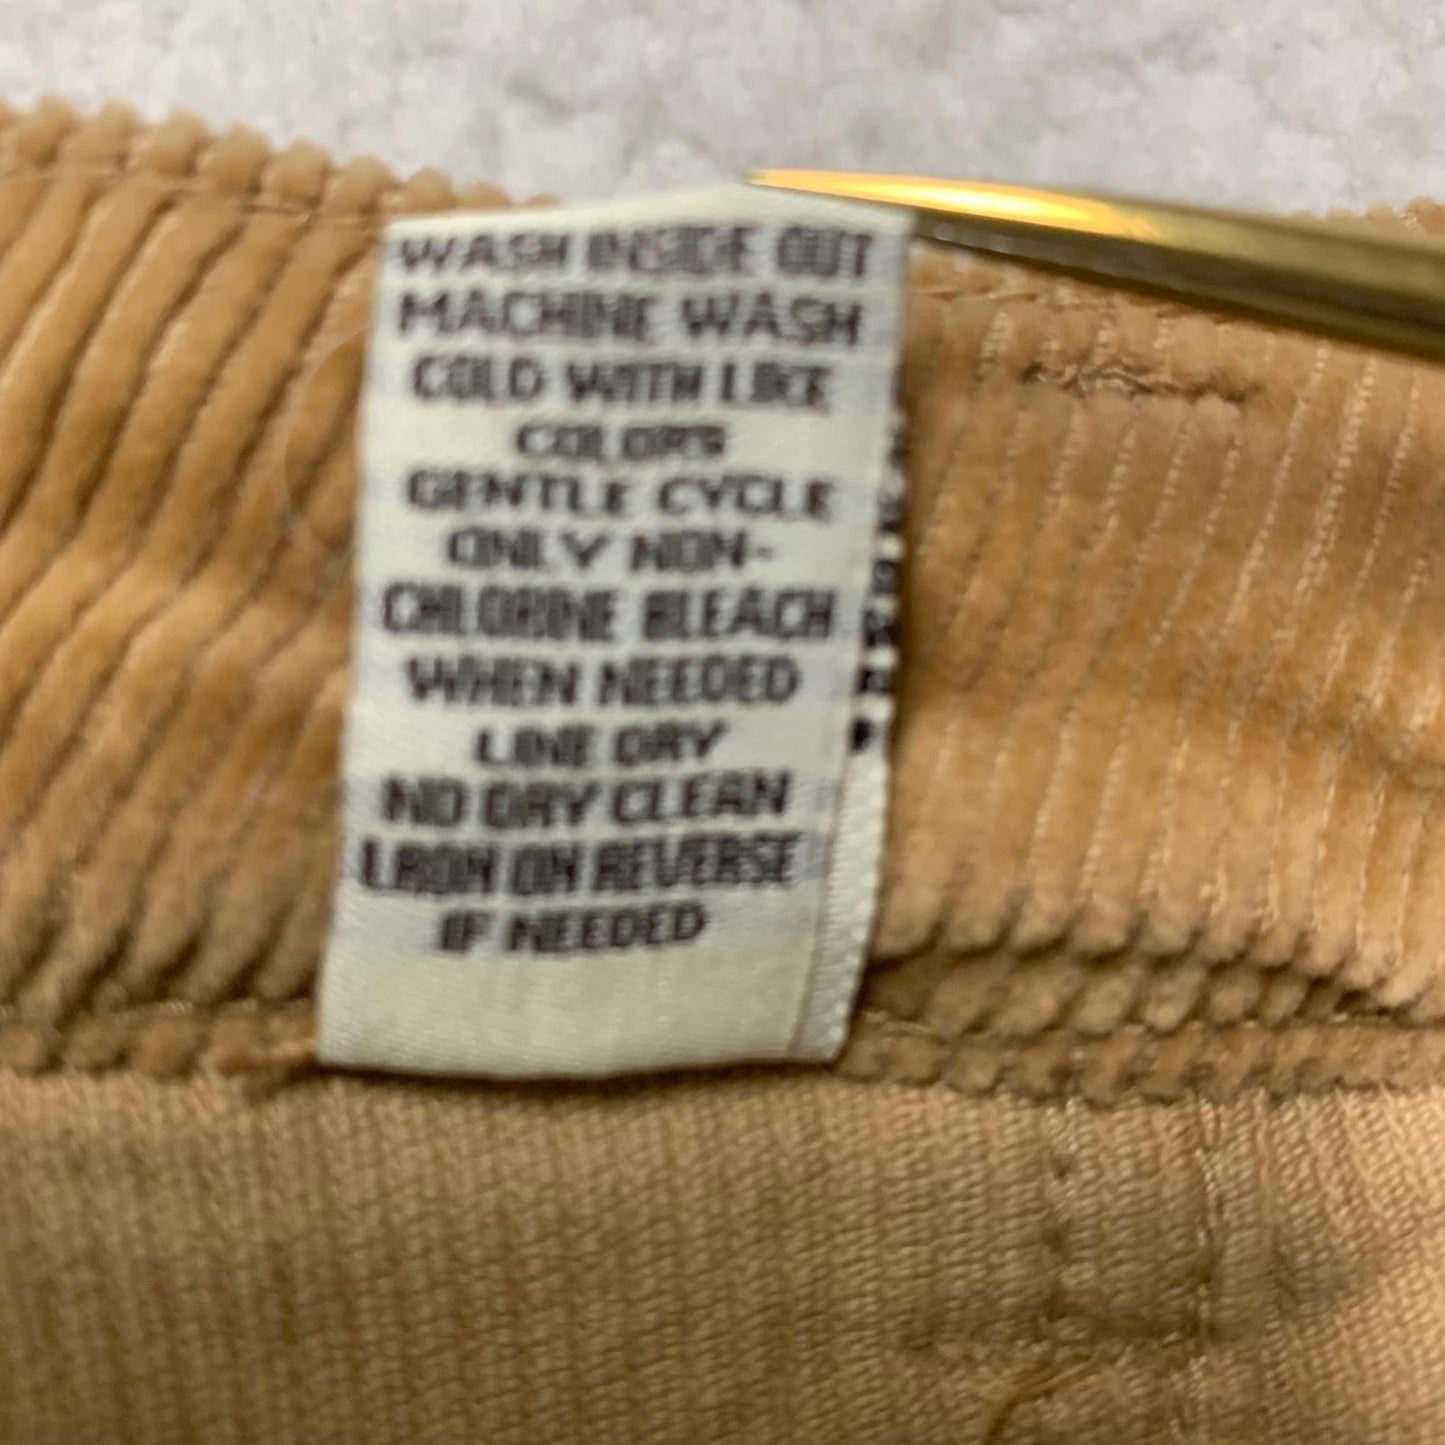 WASH INSIDE OUT
MACHINE WASH
COLD WITH LIKE
COLORS
GENTLE CYCLE
ONLY NON-
CHLORINE BLEACH
WHEN NEEDED
LINE DRY
NO DRY CLEAN
IRON ON REVERSE
IF NEEDED